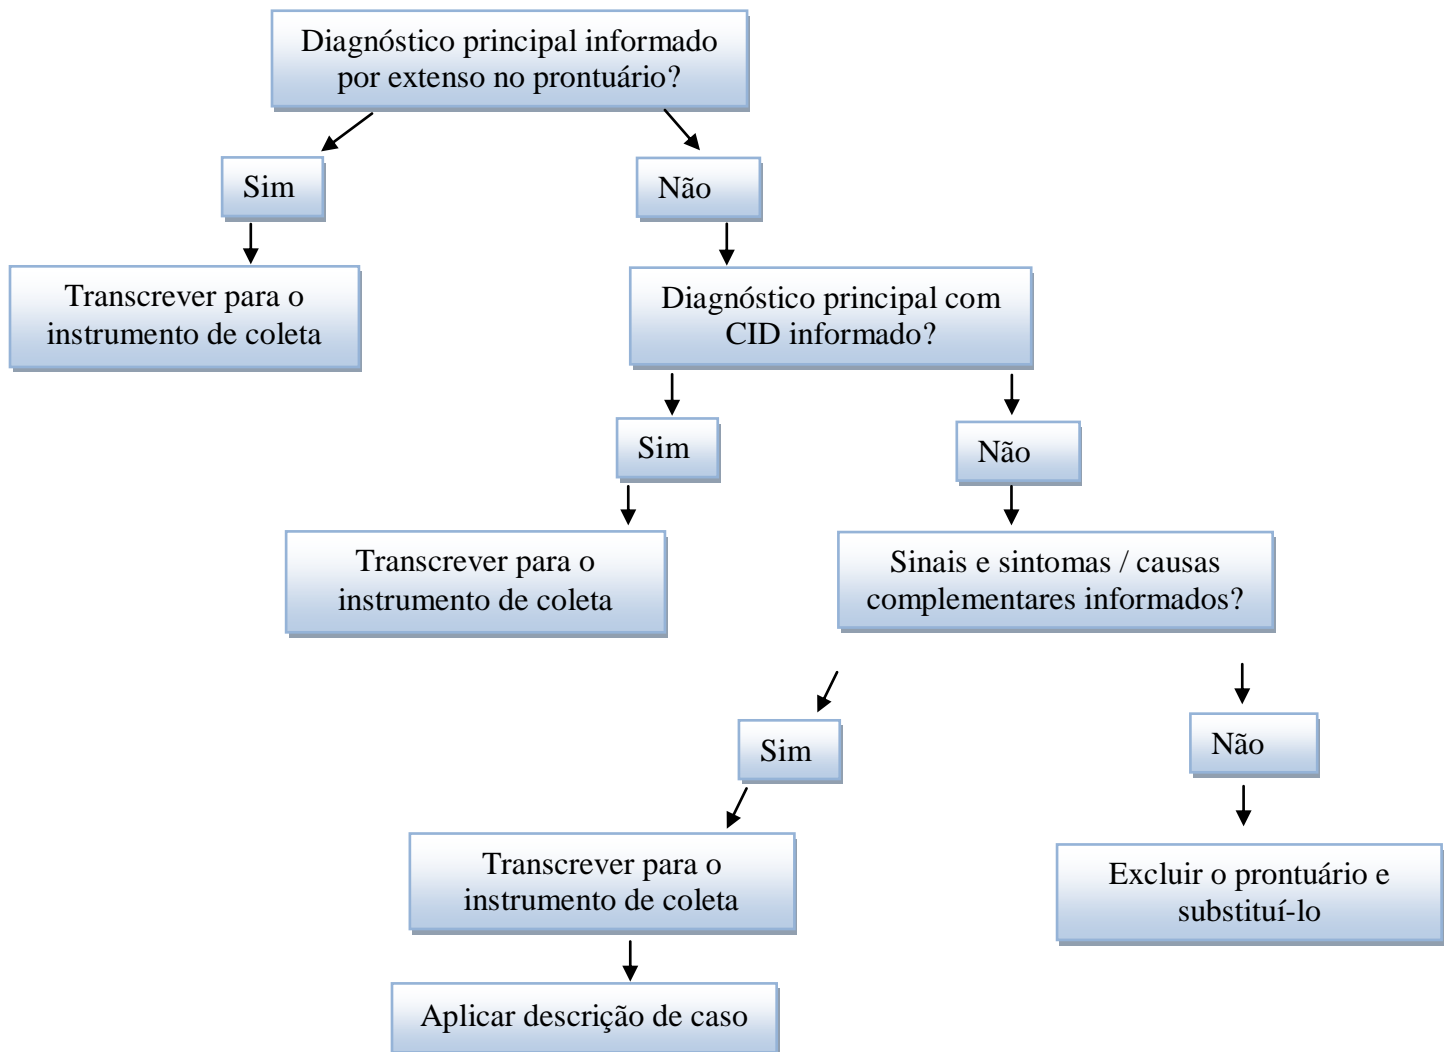 Diagnóstico principal informado
por extenso no prontuário?
Sim
Não
Transcrever para o
instrumento de coleta
Diagnóstico principal com
CID informado?
Sim
Não
Transcrever para o
instrumento de coleta
Sinais e sintomas / causas
complementares informados?
Sim
Não
Transcrever para o
instrumento de coleta
Excluir o prontuário e
substituí-lo
Aplicar descrição de caso